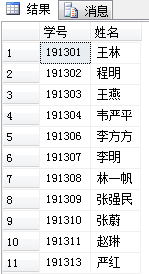 结果 消息
学号 姓名
1 191301 王林
2 191302 程明
3 191303 王燕
4 191304 韦严平
5 191306 李方方
6 191307 李明
7 191308 林一帆
8 191309 张强民
9 191310 张蔚
10 191311 赵琳
11 191313 严红